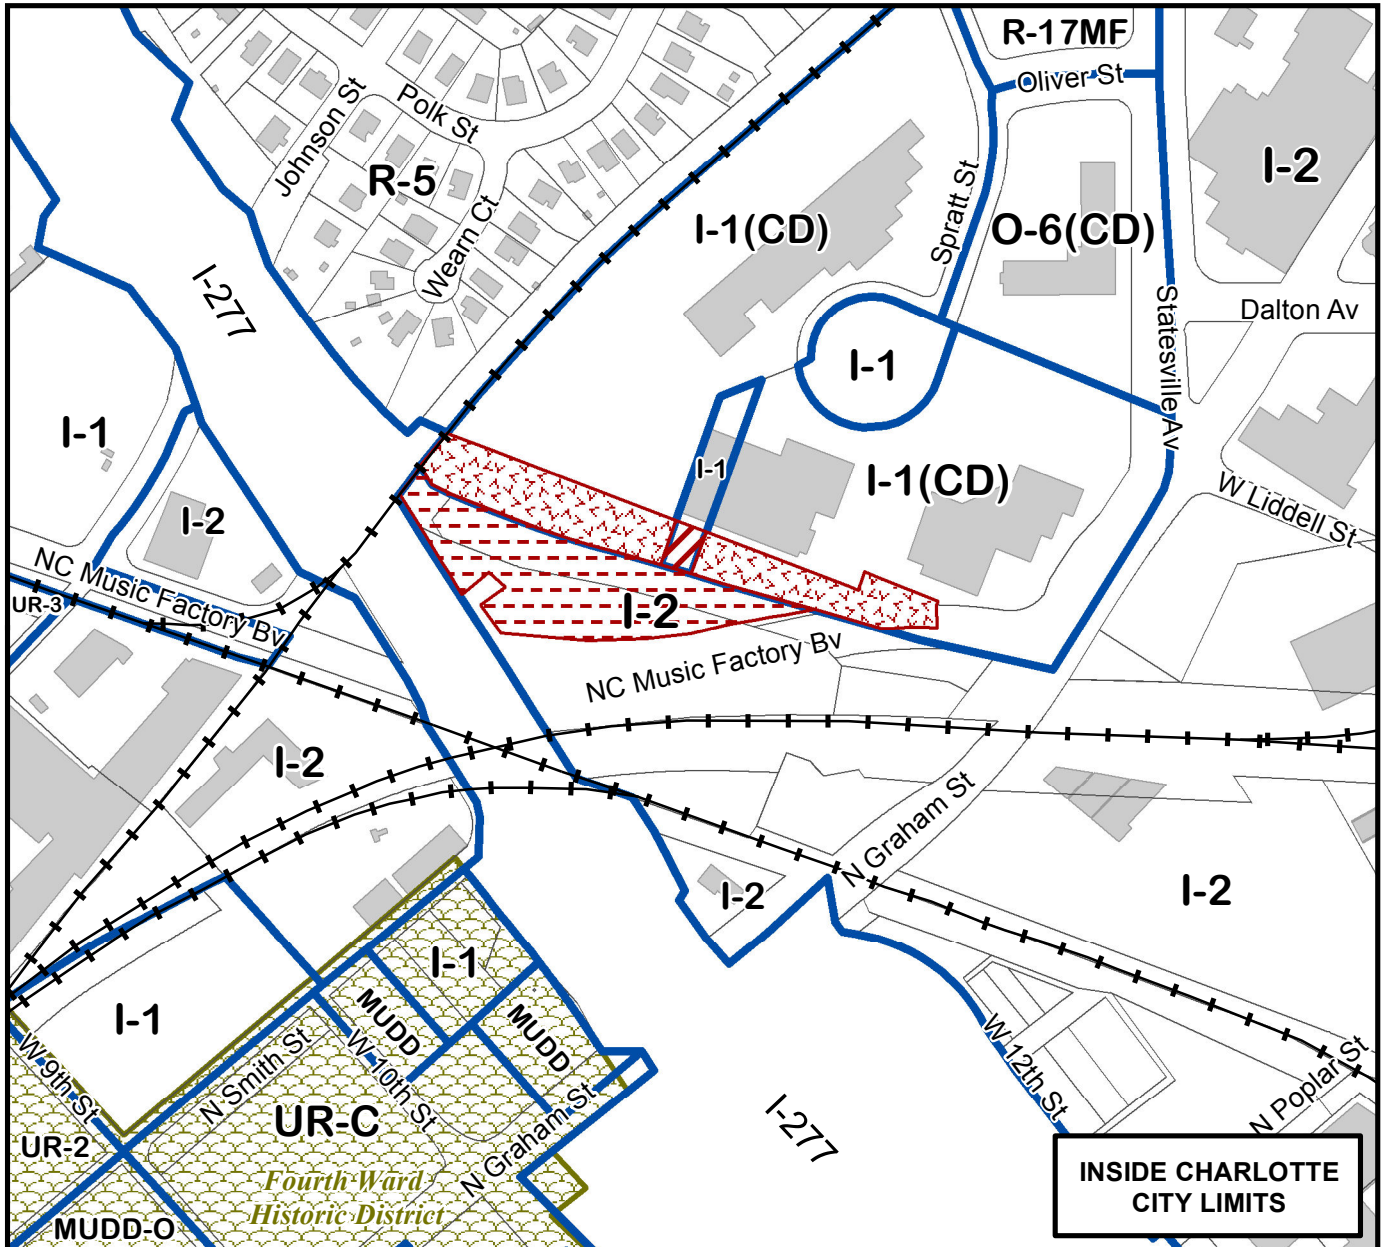 R-17MF
Oliver St
Johnson St
Polk St
R-5
Wearn Ct
I-277
I-1(CD)
Spratt St
O-6(CD)
I-2
Statesville Av
Dalton Av
I-1
I-1
I-1
I-1(CD)
I-2
W Liddell St
NC Music Factory Bv
UR-3
I-2
NC Music Factory Bv
I-2
N Graham St
I-2
I-2
I-1
I-1
MUDD
MUDD
W 9th St
N Smith St
W 10th St
N Graham St
UR-C
UR-2
Fourth Ward
Historic District
MUDD-O
I-277
W 12th St
N Poplar St
INSIDE CHARLOTTE
CITY LIMITS